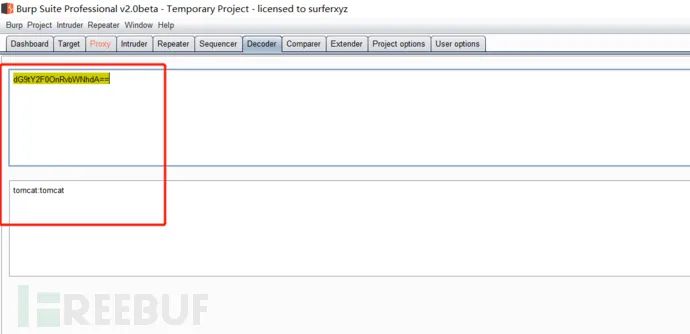 Burp Suite Professional v2.0beta - Temporary Project - licensed to surferxyz
Burp Project Intruder Repeater Window Help
Dashboard Target Proxy Intruder Repeater Sequencer Decoder Comparer Extender Project options User options
dG9tY2F0OnRvbWNhdA==
tomcat:tomcat
FREEBUF